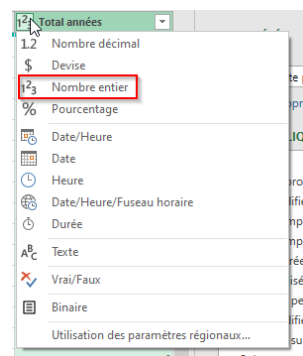 1²3 Total années
1.2 Nombre décimal
$ Devise
1²3 Nombre entier
% Pourcentage
Date/Heure
Date
Heure
Date/Heure/Fuseau horaire
Durée
ABC Texte
Vrai/Faux
Binaire
Utilisation des paramètres régionaux...